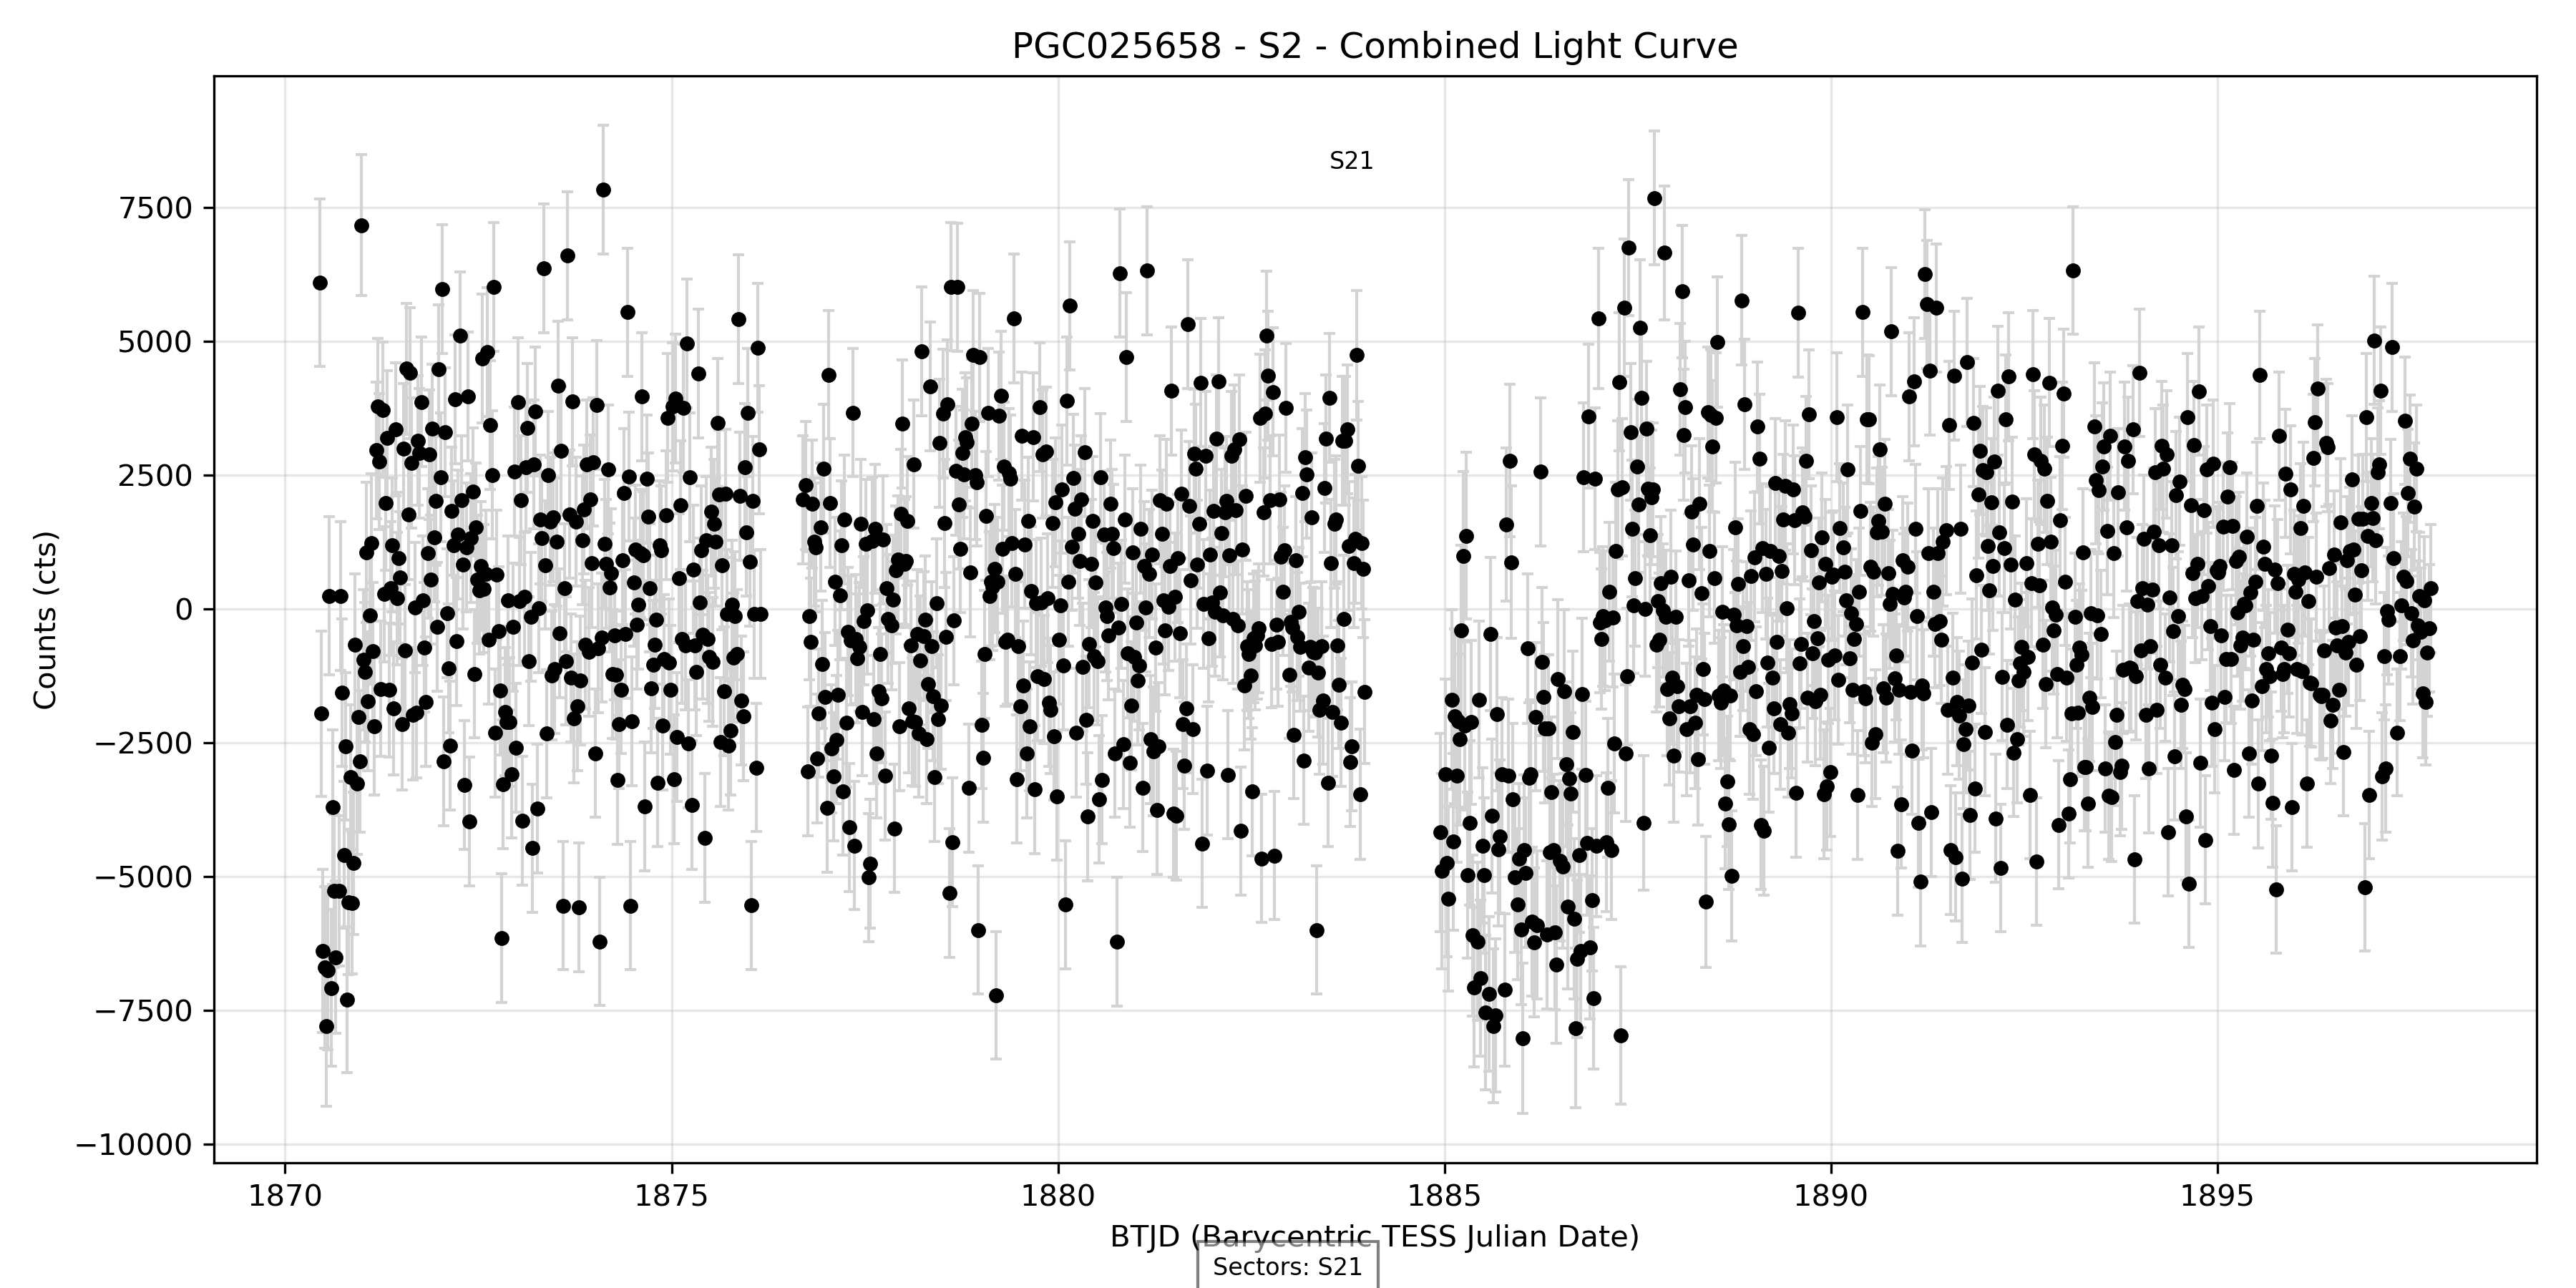 PGC025658 - S2 - Combined Light Curve
S21
7500
5000
2500
0
−2500
−5000
−7500
−10000
Counts (cts)
1870 1875 1880 1885 1890 1895
BTJD (Barycentric TESS Julian Date)
Sectors: S21